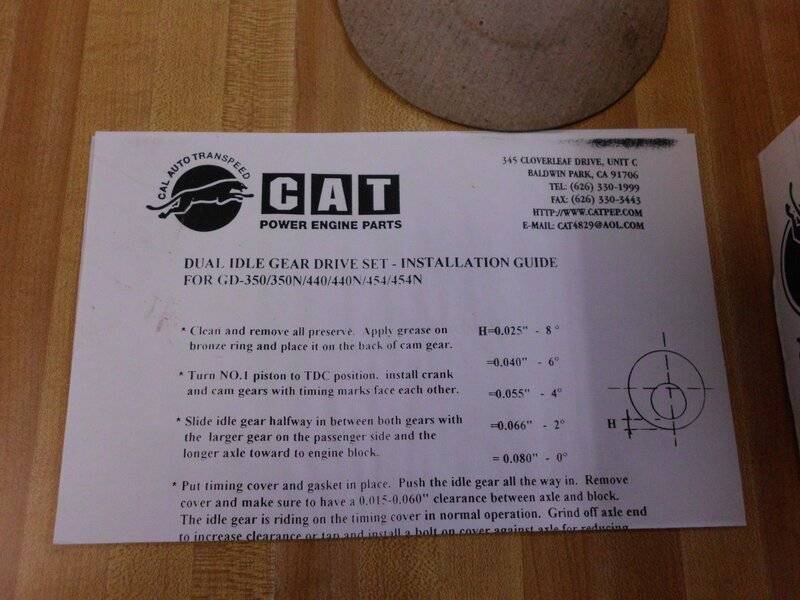 CAL AUTO TRANSPEED
CAT
POWER ENGINE PARTS
345 CLOVERLEAF DRIVE, UNIT C
BALDWIN PARK, CA 91706
TEL: (626) 330-1999
FAX: (626) 330-3443
HTTP://WWW.CATPEP.COM
E-MAIL: CAT4829@AOL.COM
DUAL IDLE GEAR DRIVE SET - INSTALLATION GUIDE
FOR GD-350/350N/440/440N/454/454N
* Clean and remove all preserve. Apply grease on
bronze ring and place it on the back of cam gear.
* Turn NO.1 piston to TDC position. install crank
and cam gears with timing marks face each other.
* Slide idle gear halfway in between both gears with
the larger gear on the passenger side and the
longer axle toward to engine block.
H=0.025" - 8°
=0.040" - 6°
=0.055" - 4°
=0.066" - 2°
= 0.080" - 0°
H
* Put timing cover and gasket in place. Push the idle gear all the way in. Remove
cover and make sure to have a 0.015-0.060" clearance between axle and block.
The idle gear is riding on the timing cover in normal operation. Grind off axle end
to increase clearance or tap and install a bolt on cover against axle for reducing